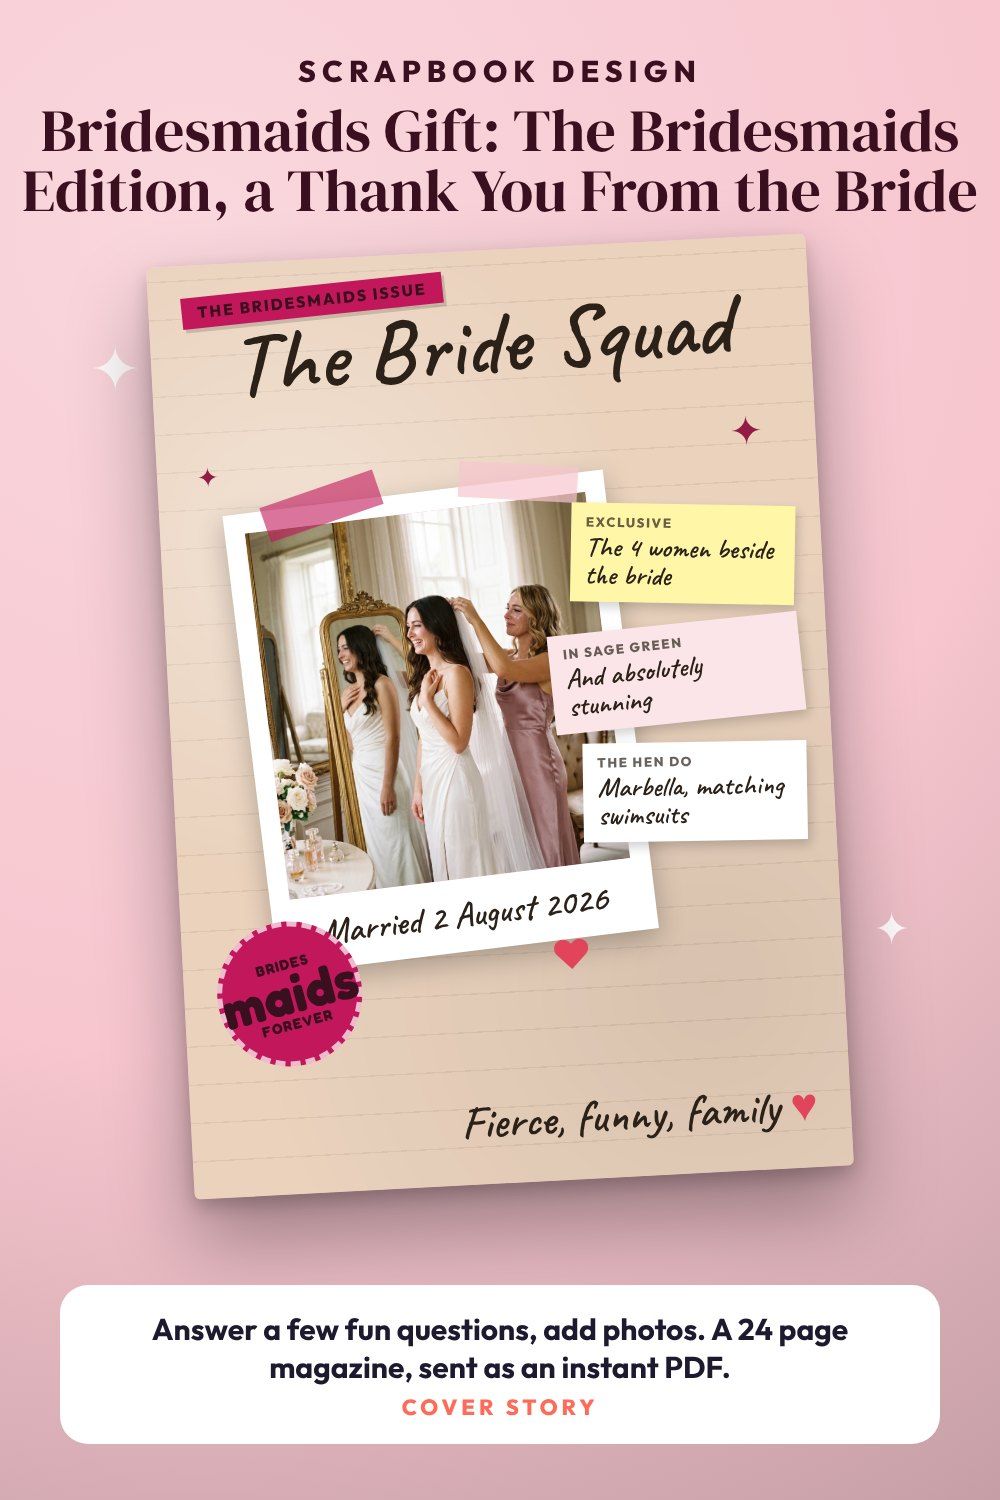 SCRAPBOOK DESIGN
Bridesmaids Gift: The Bridesmaids
Edition, a Thank You From the Bride
THE BRIDESMAIDS ISSUE
The Bride Squad
EXCLUSIVE
The 4 women beside
the bride
IN SAGE GREEN
And absolutely
stunning
THE HEN DO
Marbella, matching
swimsuits
Married 2 August 2026
BRIDES
maids
FOREVER
Fierce, funny, family ♥
Answer a few fun questions, add photos. A 24 page
magazine, sent as an instant PDF.
COVER STORY